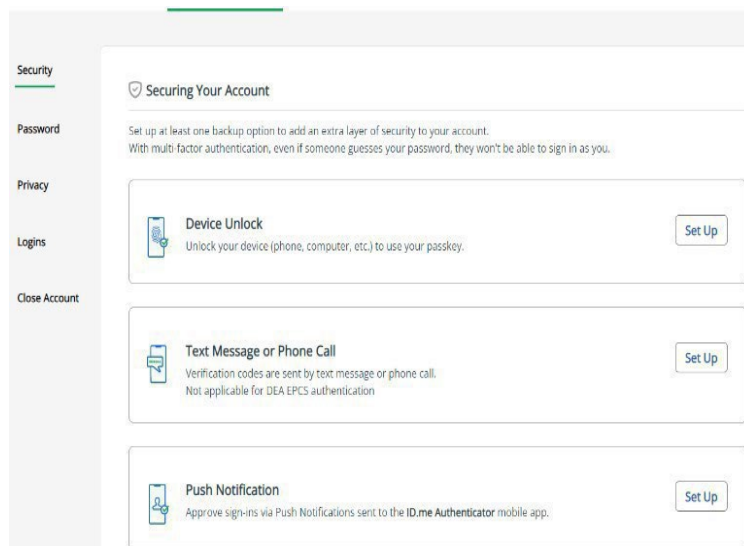 Security
Password
Privacy
Logins
Close Account
Securing Your Account
Set up at least one backup option to add an extra layer of security to your account.
With multi-factor authentication, even if someone guesses your password, they won't be able to sign in as you.
Device Unlock
Unlock your device (phone, computer, etc.) to use your passkey.
Set Up
Text Message or Phone Call
Verification codes are sent by text message or phone call.
Not applicable for DEA EPCS authentication
Set Up
Push Notification
Approve sign-ins via Push Notifications sent to the ID.me Authenticator mobile app.
Set Up